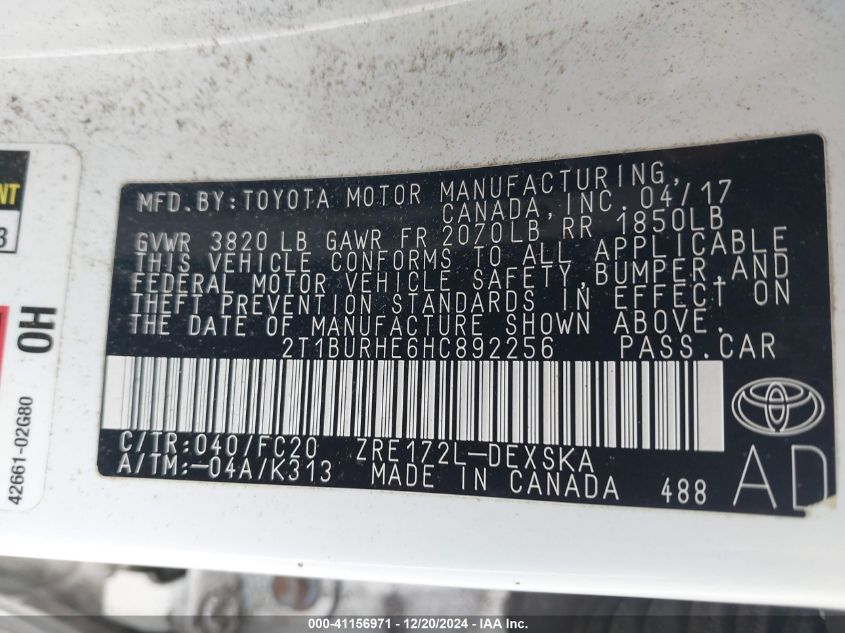 MFD.BY:TOYOTA MOTOR MANUFACTURING,
CANADA, INC. 04/17
GVWR 3820 LB GAWR FR 2070LB RR 1850LB
THIS VEHICLE CONFORMS TO ALL APPLICABLE
FEDERAL MOTOR VEHICLE SAFETY,BUMPER,AND
THEFT PREVENTION STANDARDS IN EFFECT ON
THE DATE OF MANUFACTURE SHOWN ABOVE.
2T1BURHE6HC892256 PASS.CAR
C/TR:040/FC20 ZRE172L-DEXSKA
A/TM:-04A/K313 MADE IN CANADA 488
AD
NT
3
OH
42661-02G80
000-41156971 - 12/20/2024 - IAA Inc.